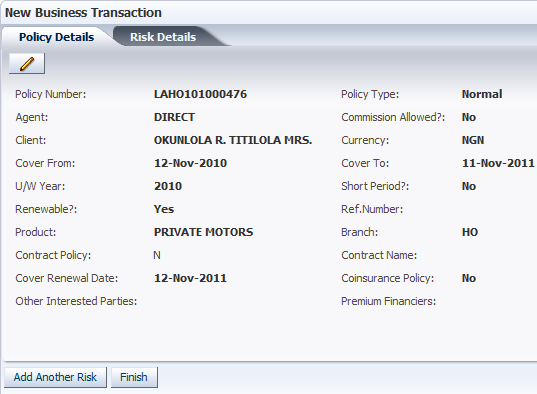 New Business Transaction
Policy Details Risk Details
Policy Number: LAHO101000476 Policy Type: Normal
Agent: DIRECT Commission Allowed?: No
Client: OKUNLOLA R. TITILOLA MRS. Currency: NGN
Cover From: 12-Nov-2010 Cover To: 11-Nov-2011
U/W Year: 2010 Short Period?: No
Renewable?: Yes Ref.Number:
Product: PRIVATE MOTORS Branch: HO
Contract Policy: N Contract Name:
Cover Renewal Date: 12-Nov-2011 Coinsurance Policy: No
Other Interested Parties: Premium Financiers:
Add Another Risk Finish